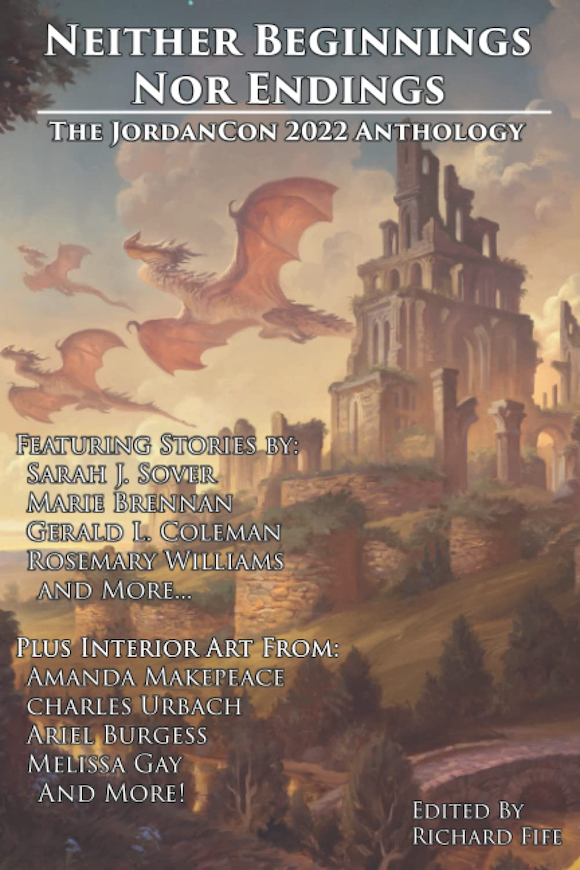 Neither Beginnings
Nor Endings
The JordanCon 2022 Anthology
Featuring Stories by:
Sarah J. Sover
Marie Brennan
Gerald L. Coleman
Rosemary Williams
and More...
Plus Interior Art From:
Amanda Makepeace
charles Urbach
Ariel Burgess
Melissa Gay
And More!
Edited By
Richard Fife